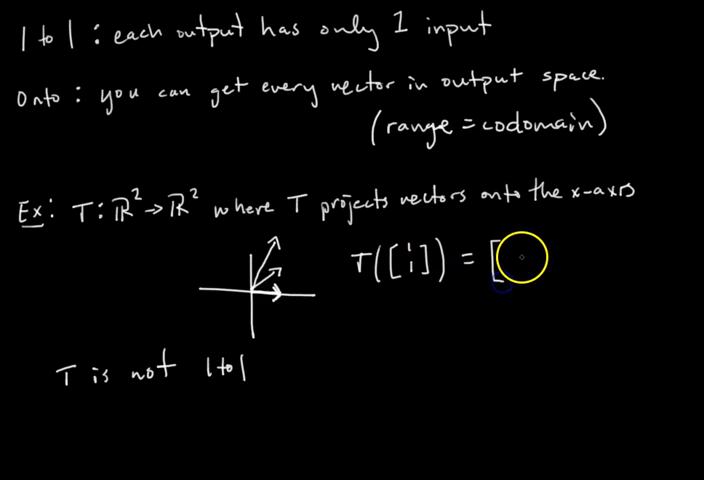 1 to 1 : each output has only 1 input
Onto : you can get every vector in output space.
(range = codomain)
Ex: T: ℝ² → ℝ² where T projects vectors onto the x-axis
T([1 1]) = [
T is not 1 to 1